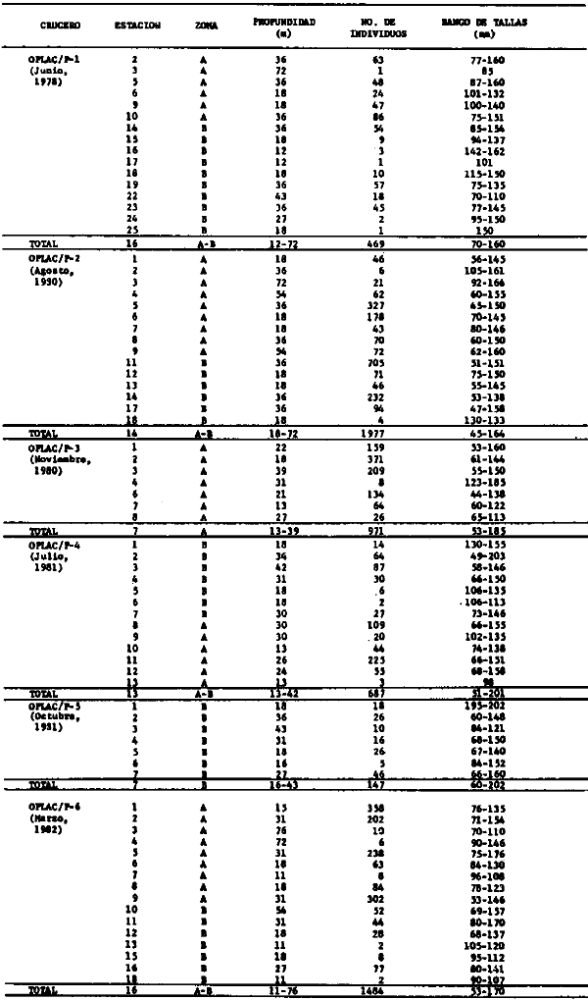 CRUCERO ESTACION ZONA PROFUNDIDAD (m) NO. DE INDIVIDUOS RANGO DE TALLAS (mm)
OPLAC/P-1 2 A 36 63 77-160
(Junio, 3 A 72 1 85
1978) 5 A 36 48 87-160
6 A 18 24 101-132
9 A 18 47 100-140
10 A 36 86 75-151
14 B 36 54 85-154
15 B 18 9 94-137
16 B 12 3 142-162
17 B 12 1 101
18 B 18 10 115-150
19 B 36 57 75-135
22 B 43 18 70-110
23 B 36 45 77-145
24 B 27 2 95-150
25 B 18 1 150
TOTAL 16 A-B 12-72 469 70-160
OPLAC/P-2 1 A 18 46 56-145
(Agosto, 2 A 36 6 105-161
3 A 72 21 92-164
4 A 54 62 60-155
5 A 36 327 45-150
6 A 18 178 70-145
7 A 18 43 80-146
8 A 36 70 60-150
9 A 54 72 62-160
11 B 36 705 51-151
12 B 18 71 75-150
13 B 18 46 55-145
14 B 36 232 53-138
17 B 36 94 47-158
18 B 18 4 130-133
TOTAL 14 A-B 18-72 1977 45-164
OPLAC/P-3 1 A 22 159 53-160
(Noviembre, 2 A 18 371 61-144
1980) 3 A 39 209 55-150
4 A 31 8 123-185
6 A 21 134 44-138
7 A 13 64 60-122
8 A 27 26 65-113
TOTAL 7 A 13-39 971 53-185
OPLAC/P-4 1 B 18 14 130-155
(Julio, 2 B 34 64 49-203
1981) 3 B 42 87 58-146
4 B 31 30 66-150
5 B 18 6 106-135
6 B 18 2 106-113
7 B 30 27 73-146
8 A 30 109 66-155
9 A 30 20 102-135
10 A 13 44 74-138
11 A 26 225 66-151
12 A 24 55 68-158
13 A 13 3 98
TOTAL 13 A-B 13-42 687 51-201
OPLAC/P-5 1 B 18 18 195-202
(Octubre, 2 B 36 26 60-148
1981) 3 B 43 10 84-121
4 B 31 16 68-150
5 B 18 26 67-140
6 B 16 5 84-152
7 B 27 46 66-160
TOTAL 7 B 16-43 147 60-202
OPLAC/P-6 1 A 15 358 76-135
(Marzo, 2 A 31 202 71-154
1982) 3 A 76 10 70-110
4 A 72 6 90-146
5 A 31 238 75-176
6 A 18 63 84-130
7 A 11 8 96-108
8 A 18 84 78-123
9 A 31 302 53-146
10 B 54 52 69-157
11 B 31 44 80-170
12 B 18 28 68-137
13 B 11 2 105-120
15 B 18 8 95-112
16 B 27 77 80-141
18 B 11 2 90-107
TOTAL 16 A-B 11-76 1484 53-170